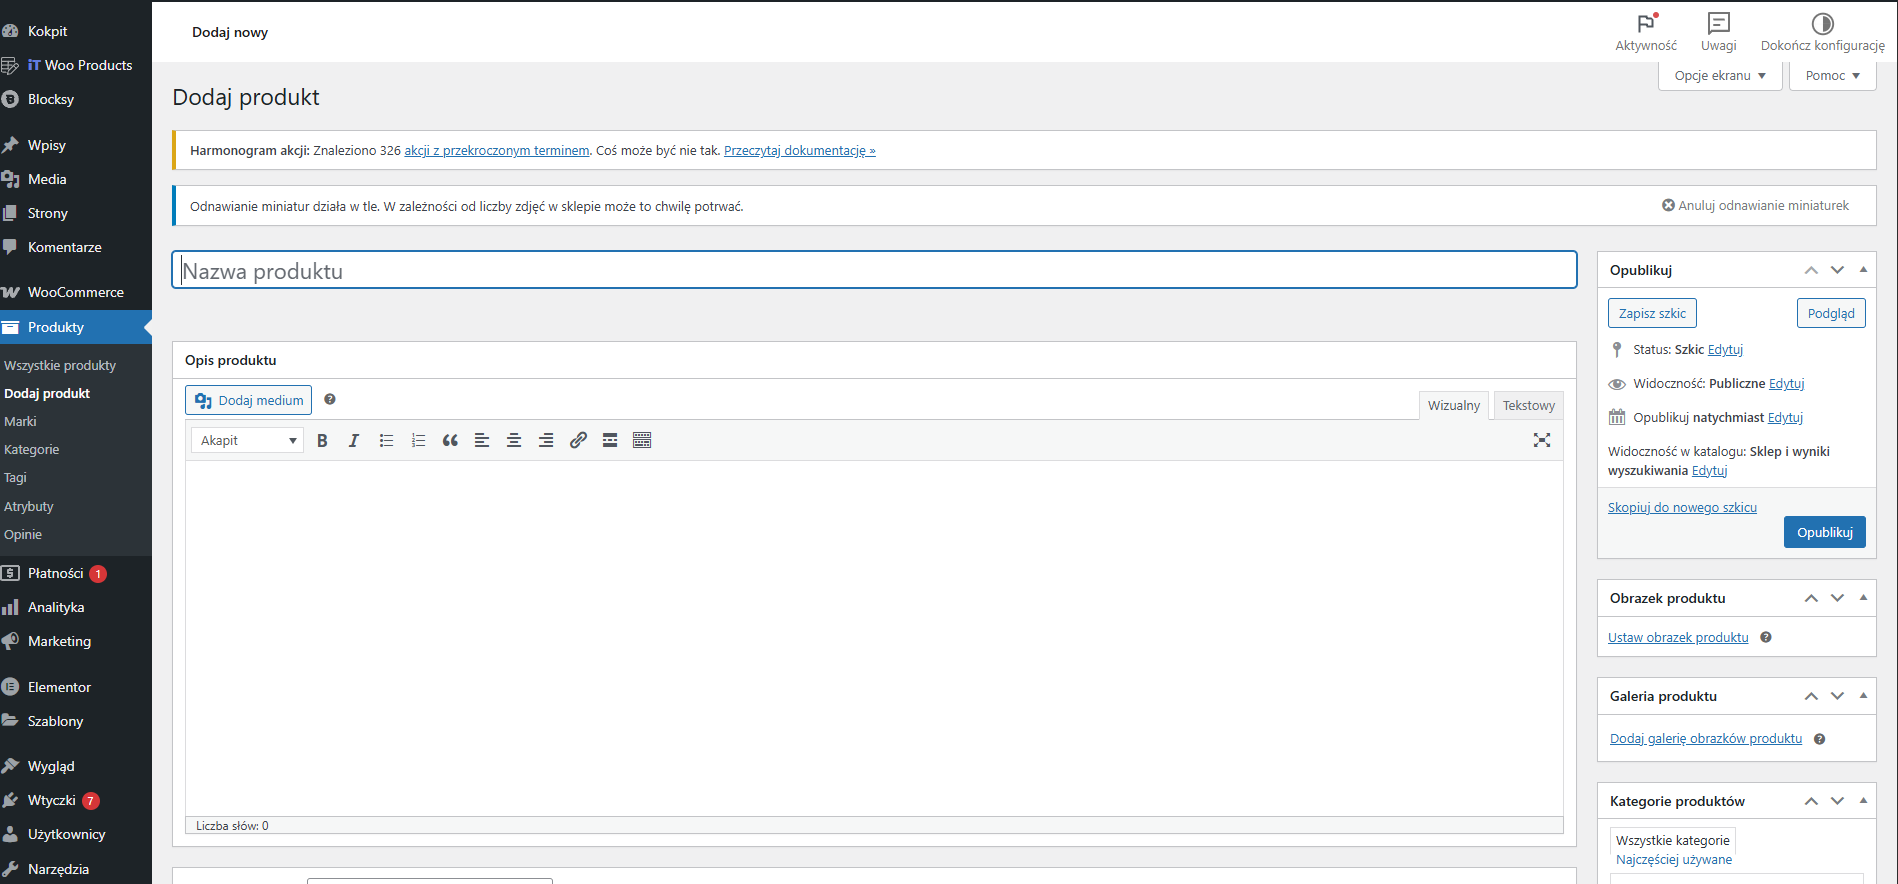 Kokpit
iT Woo Products
Blocksy
Wpisy
Media
Strony
Komentarze
WooCommerce
Produkty
Wszystkie produkty
Dodaj produkt
Marki
Kategorie
Tagi
Atrybuty
Opinie
Płatności 1
Analityka
Marketing
Elementor
Szablony
Wygląd
Wtyczki 7
Użytkownicy
Narzędzia
Dodaj nowy
Aktywność
Uwagi
Dokończ konfigurację
Opcje ekranu
Pomoc
Dodaj produkt
Harmonogram akcji: Znaleziono 326 akcji z przekroczonym terminem. Coś może być nie tak. Przeczytaj dokumentację »
Odnawianie miniatur działa w tle. W zależności od liczby zdjęć w sklepie może to chwilę potrwać.
Anuluj odnawianie miniaturek
Nazwa produktu
Opis produktu
Dodaj medium
Wizualny
Tekstowy
Akapit
Liczba słów: 0
Opublikuj
Zapisz szkic
Podgląd
Status: Szkic Edytuj
Widoczność: Publiczne Edytuj
Opublikuj natychmiast Edytuj
Widoczność w katalogu: Sklep i wyniki
wyszukiwania Edytuj
Skopiuj do nowego szkicu
Opublikuj
Obrazek produktu
Ustaw obrazek produktu
Galeria produktu
Dodaj galerię obrazków produktu
Kategorie produktów
Wszystkie kategorie
Najczęściej używane